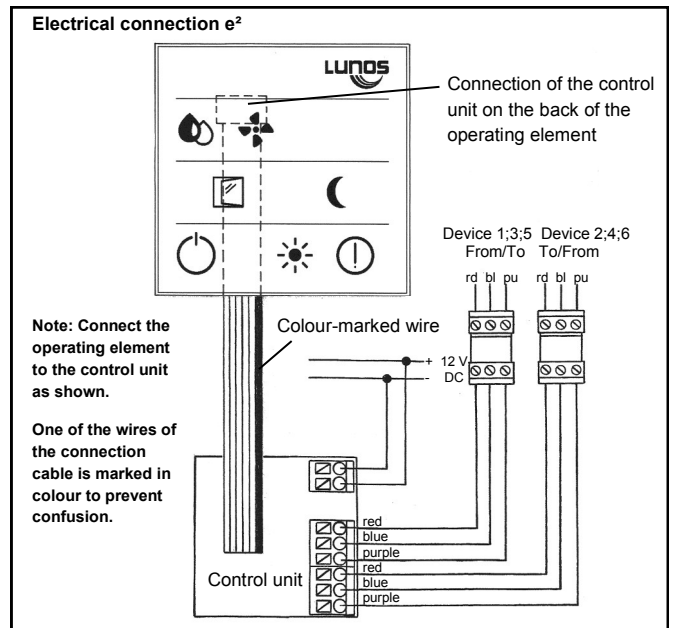 Electrical connection e²
LUNOS
Connection of the control
unit on the back of the
operating element
Device 1;3;5 Device 2;4;6
From/To To/From
rd bl pu rd bl pu
Note: Connect the
operating element
to the control unit
as shown.
Colour-marked wire
+ 12 V
- DC
One of the wires of
the connection
cable is marked in
colour to prevent
confusion.
red
blue
purple
red
blue
purple
Control unit